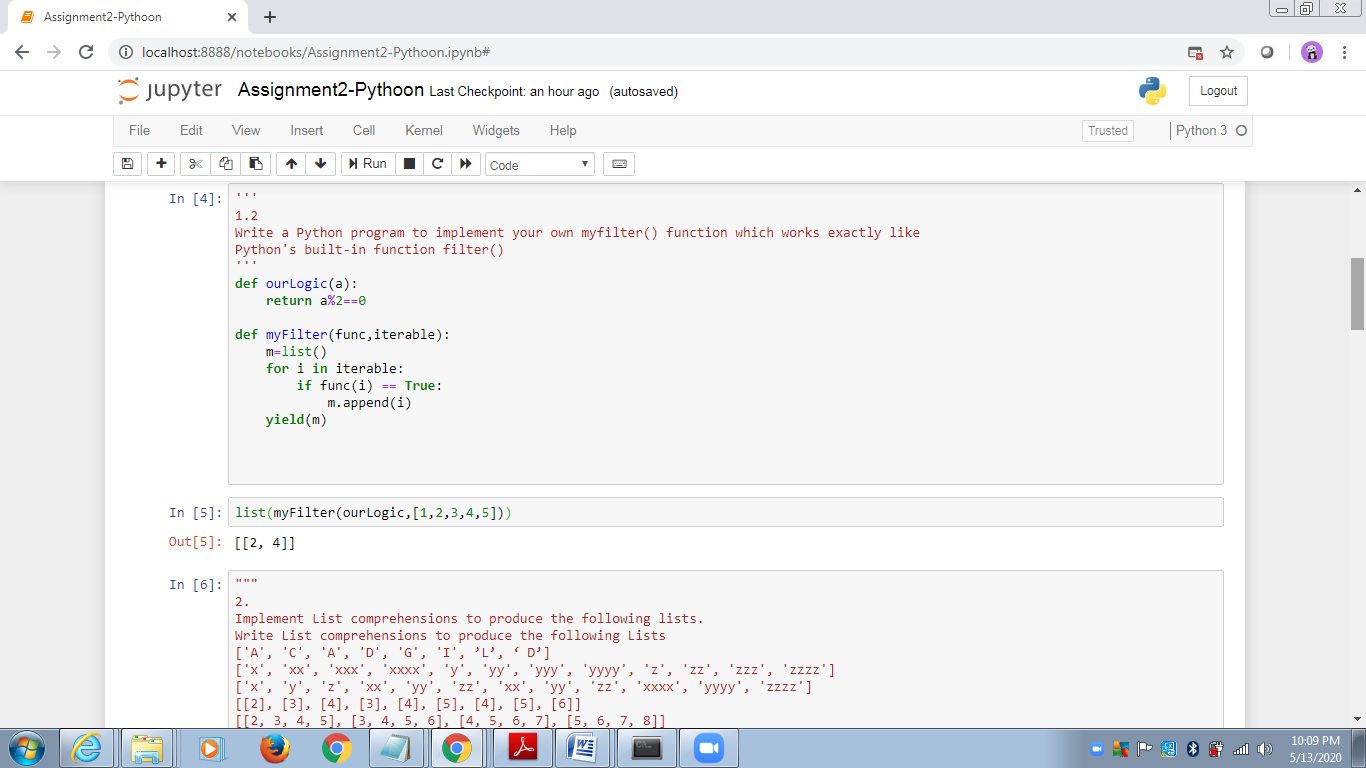 Assignment2-Pythoon
localhost:8888/notebooks/Assignment2-Pythoon.ipynb#
jupyter Assignment2-Pythoon Last Checkpoint: an hour ago (autosaved)
Logout
File Edit View Insert Cell Kernel Widgets Help
Trusted
Python 3
Run
Code
In [4]:
'''
1.2
Write a Python program to implement your own myfilter() function which works exactly like
Python's built-in function filter()
'''
def ourLogic(a):
    return a%2==0
def myFilter(func,iterable):
    m=list()
    for i in iterable:
        if func(i) == True:
            m.append(i)
    yield(m)
In [5]: list(myFilter(ourLogic,[1,2,3,4,5]))
Out[5]: [[2, 4]]
In [6]:
"""
2.
Implement List comprehensions to produce the following lists.
Write List comprehensions to produce the following Lists
['A', 'C', 'A', 'D', 'G', 'I', ’L’, ‘ D’]
['x', 'xx', 'xxx', 'xxxx', 'y', 'yy', 'yyy', 'yyyy', 'z', 'zz', 'zzz', 'zzzz']
['x', 'y', 'z', 'xx', 'yy', 'zz', 'xx', 'yy', 'zz', 'xxxx', 'yyyy', 'zzzz']
[[2], [3], [4], [3], [4], [5], [4], [5], [6]]
[[2, 3, 4, 5], [3, 4, 5, 6], [4, 5, 6, 7], [5, 6, 7, 8]]
10:09 PM
5/13/2020